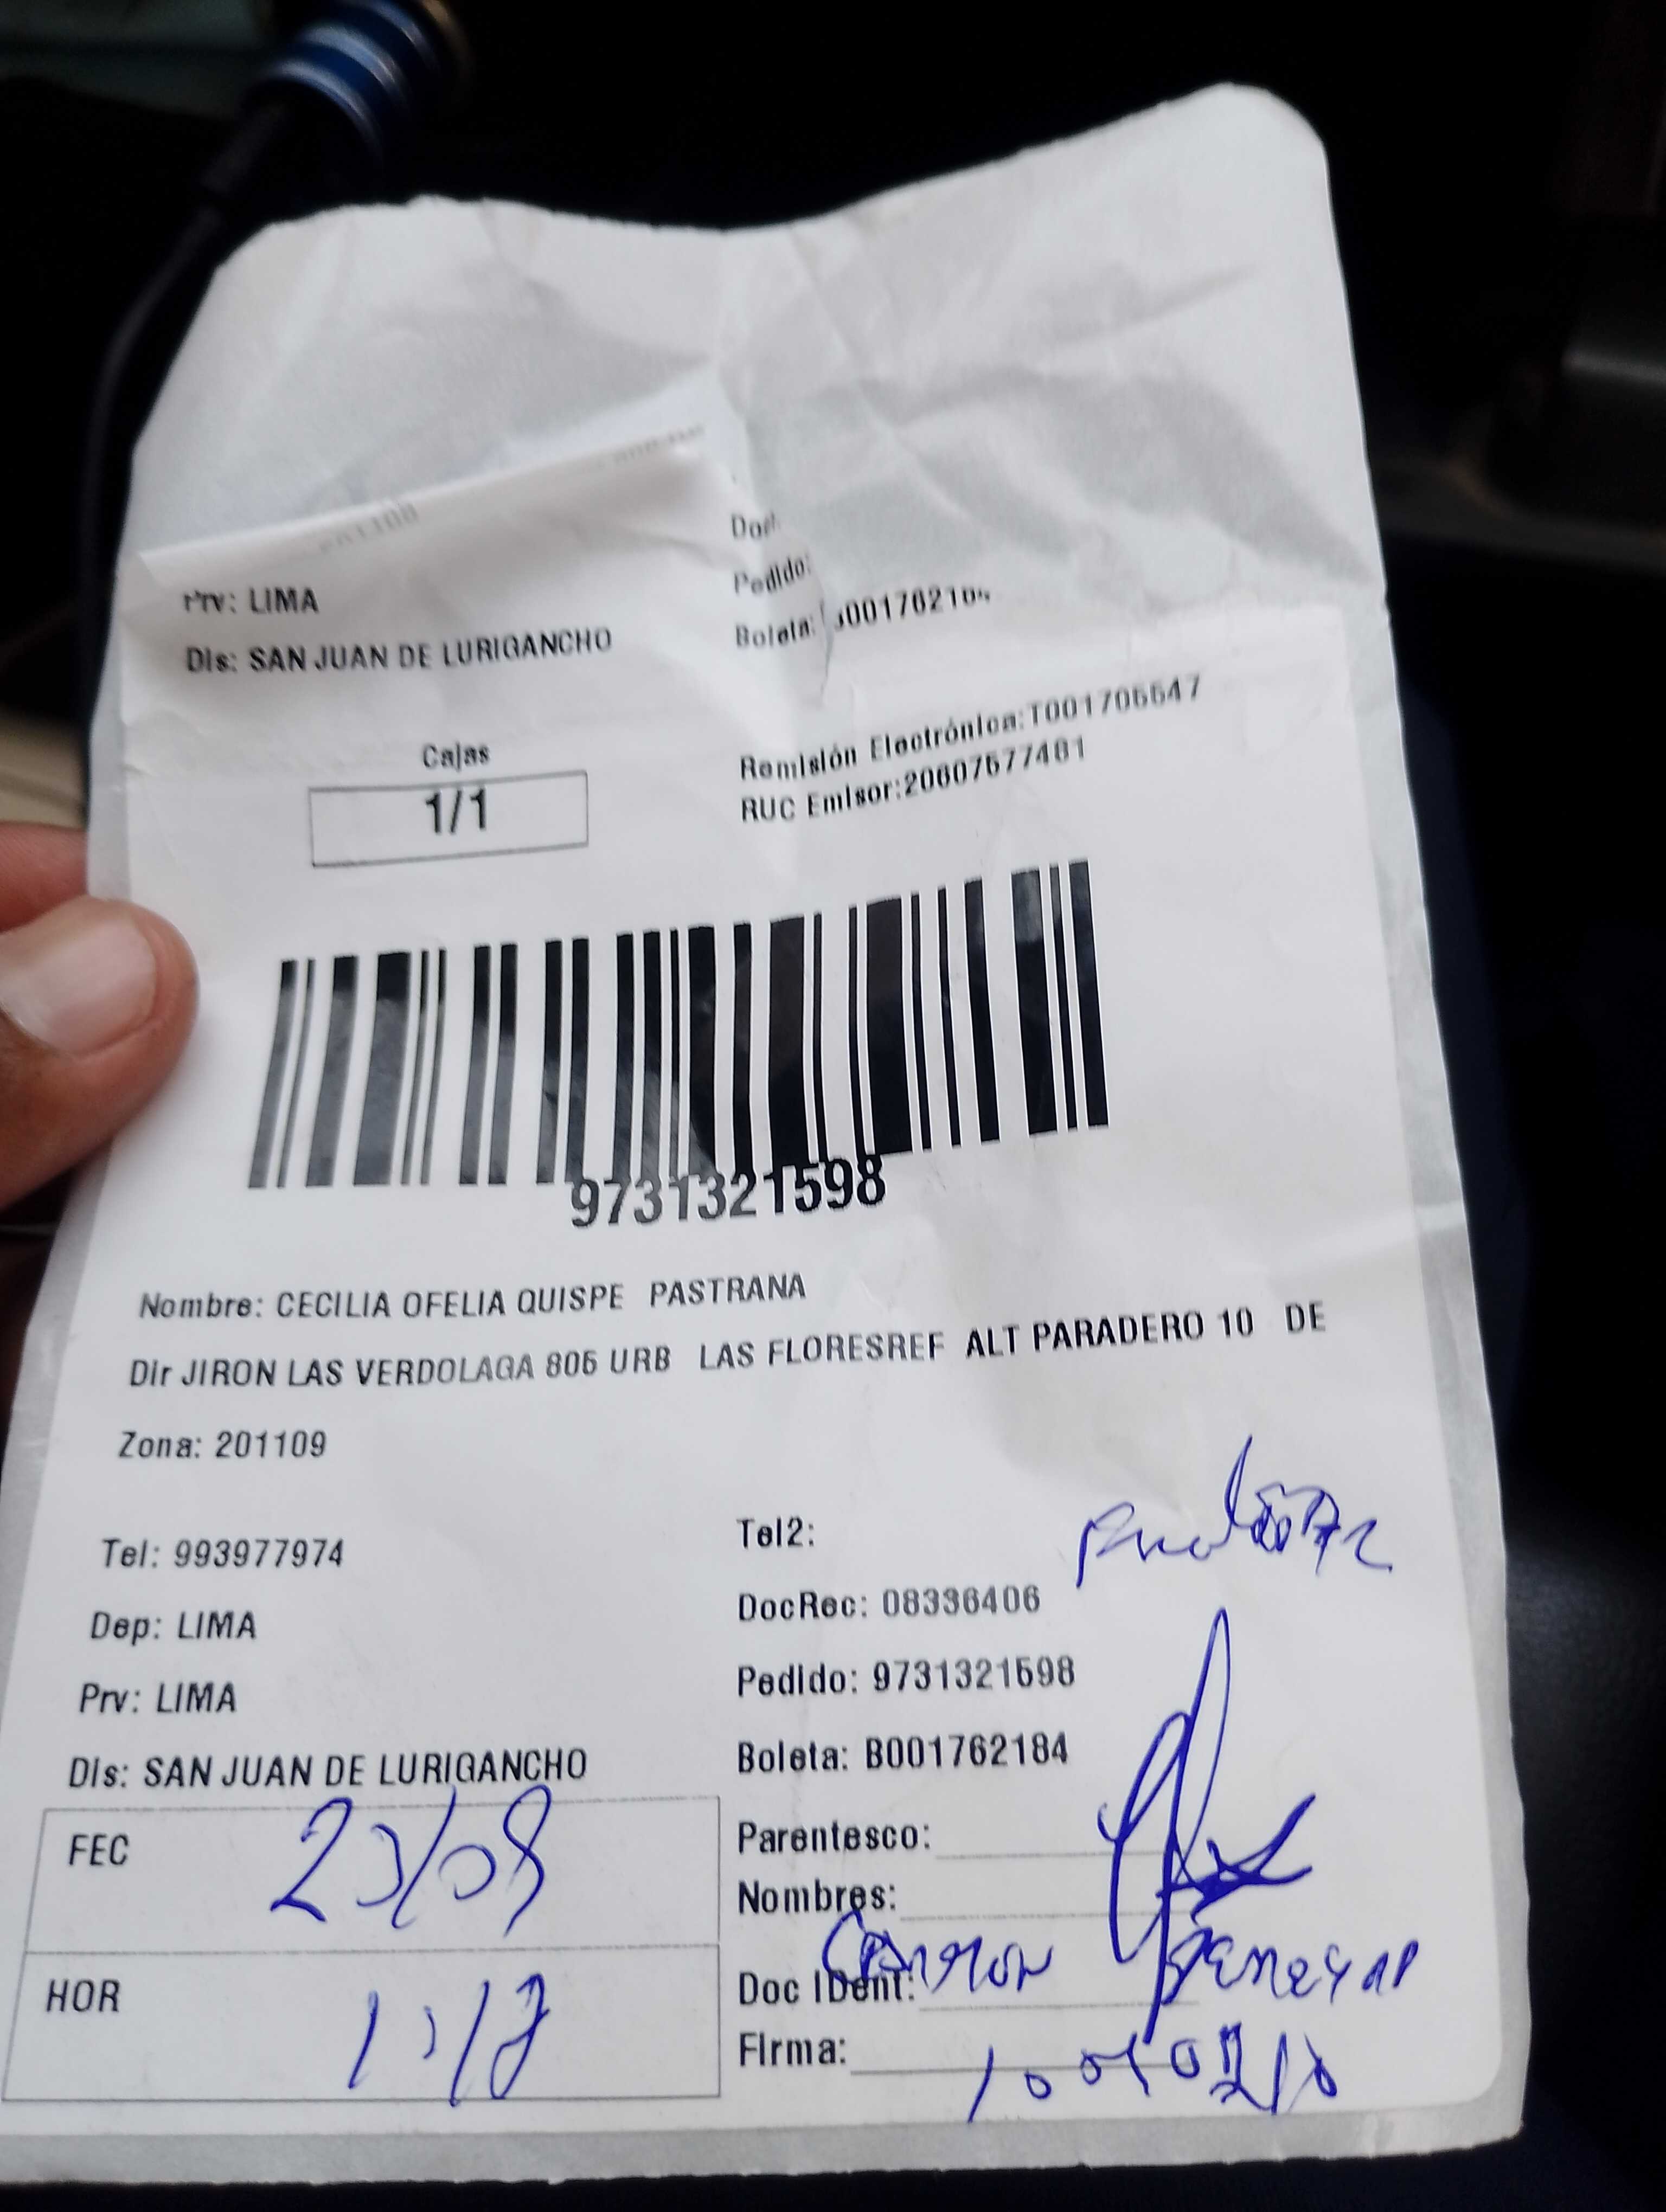 Prv: LIMA
Dis: SAN JUAN DE LURIGANCHO
Pedido:
Boleta: B00176218
Cajas
1/1
Remisión Electrónica:T001705547
RUC Emisor:20607577481
9731321598
Nombre: CECILIA OFELIA QUISPE PASTRANA
Dir JIRON LAS VERDOLAGA 805 URB LAS FLORESREF ALT PARADERO 10 DE
Zona: 201109
Tel: 993977974
Tel2:
Dep: LIMA
DocRec: 08336406
Prv: LIMA
Pedido: 9731321598
Dis: SAN JUAN DE LURIGANCHO
Boleta: B001762184
FEC
Parentesco:
Nombres:
HOR
Doc IDent:
Firma: